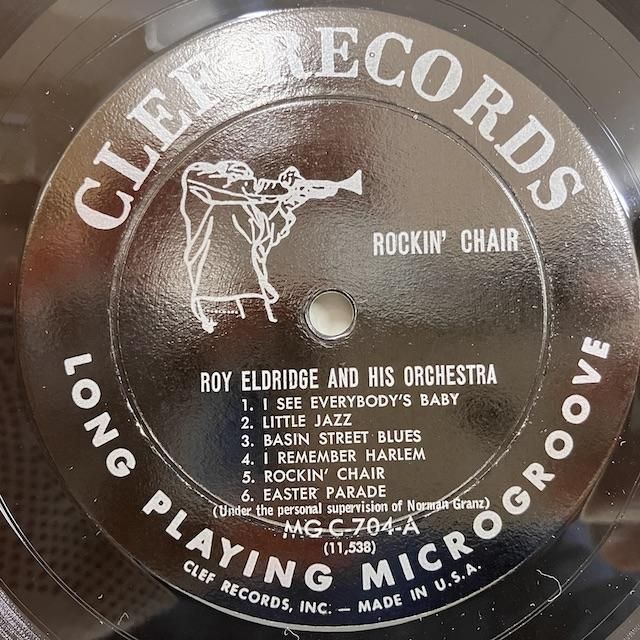 CLEF RECORDS
ROCKIN' CHAIR
ROY ELDRIDGE AND HIS ORCHESTRA
1. I SEE EVERYBODY'S BABY
2. LITTLE JAZZ
3. BASIN STREET BLUES
4. I REMEMBER HARLEM
5. ROCKIN' CHAIR
6. EASTER PARADE
(Under the personal supervision of Norman Granz)
MG C-704-A
(11,538)
LONG PLAYING MICROGROOVE
CLEF RECORDS, INC. — MADE IN U.S.A.